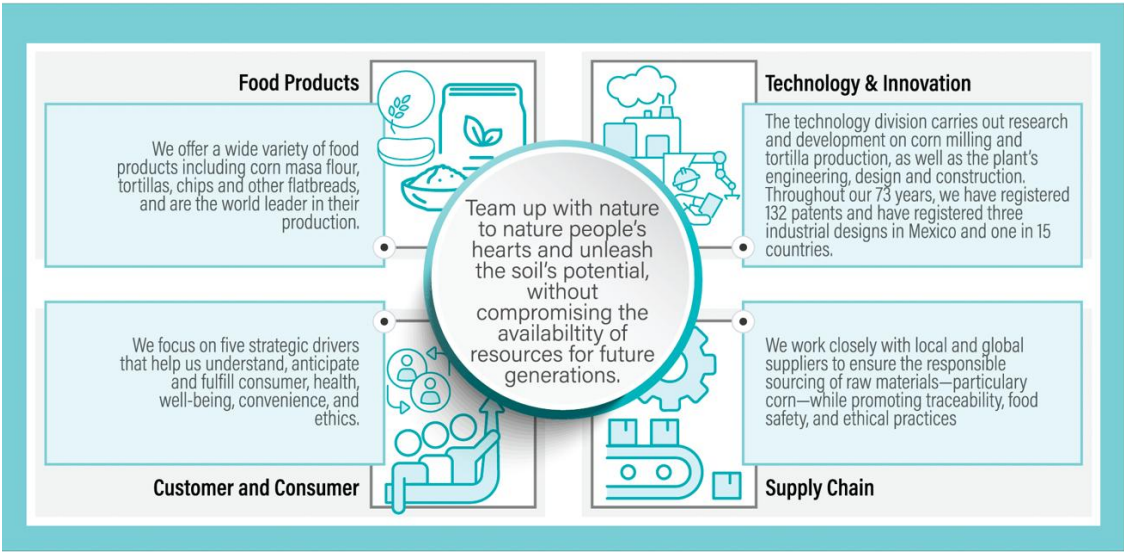 Food Products
We offer a wide variety of food
products including corn masa flour,
tortillas, chips and other flatbreads,
and are the world leader in their
production.
Technology & Innovation
The technology division carries out research
and development on corn milling and
tortilla production, as well as the plant's
engineering, design and construction.
Throughout our 73 years, we have registered
132 patents and have registered three
industrial designs in Mexico and one in 15
countries.
Team up with nature
to nature people's
hearts and unleash
the soil's potential,
without
compromising the
availabiltity of
resources for future
generations.
We focus on five strategic drivers
that help us understand, anticipate
and fulfill consumer, health,
well-being, convenience, and
ethics.
Customer and Consumer
We work closely with local and global
suppliers to ensure the responsible
sourcing of raw materials—particulary
corn—while promoting traceability, food
safety, and ethical practices
Supply Chain